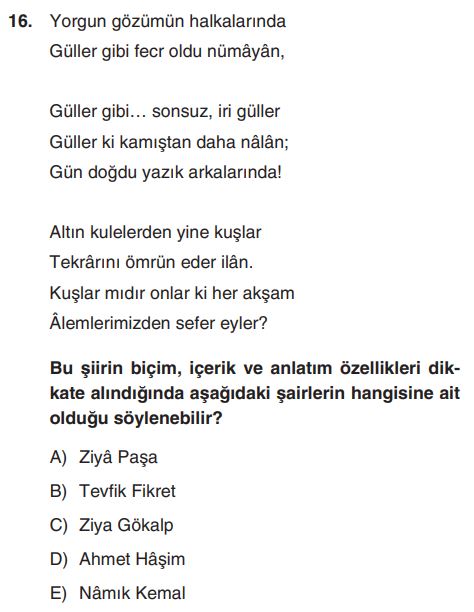 16. Yorgun gözümün halkalarında
Güller gibi fecr oldu nümâyân,
Güller gibi... sonsuz, iri güller
Güller ki kamıştan daha nâlân;
Gün doğdu yazık arkalarında!
Altın kulelerden yine kuşlar
Tekrârını ömrün eder ilân.
Kuşlar mıdır onlar ki her akşam
Âlemlerimizden sefer eyler?
Bu şiirin biçim, içerik ve anlatım özellikleri dik-
kate alındığında aşağıdaki şairlerin hangisine ait
olduğu söylenebilir?
A) Ziyâ Paşa
B) Tevfik Fikret
C) Ziya Gökalp
D) Ahmet Hâşim
E) Nâmık Kemal